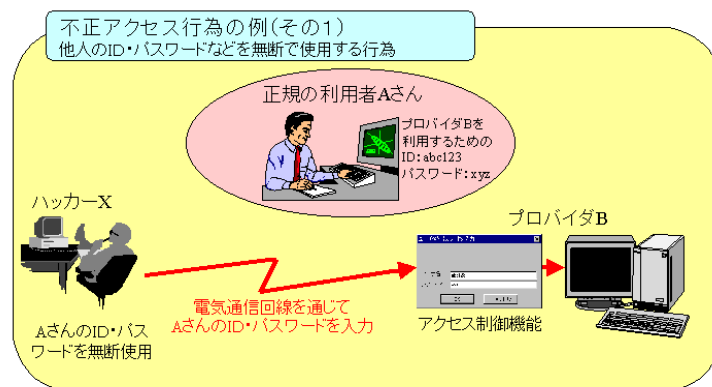 不正アクセス行為の例(その1)
他人のID・パスワードなどを無断で使用する行為
正規の利用者Aさん
プロバイダBを
利用するための
ID:abc123
パスワード:xyz
ハッカーX
プロバイダB
電気通信回線を通じて
AさんのID・パスワードを入力
アクセス制御機能
AさんのID・パス
ワードを無断使用